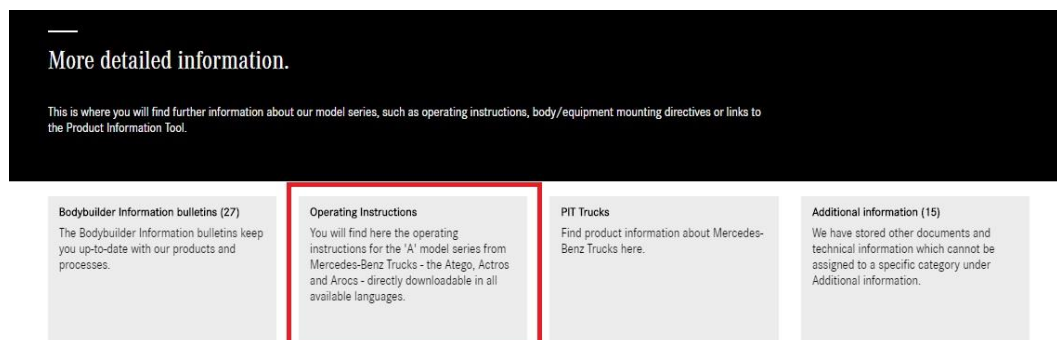 More detailed information.
This is where you will find further information about our model series, such as operating instructions, body/equipment mounting directives or links to
the Product Information Tool.
Bodybuilder Information bulletins (27)
The Bodybuilder Information bulletins keep
you up-to-date with our products and
processes.
Operating Instructions
You will find here the operating
instructions for the 'A' model series from
Mercedes-Benz Trucks - the Atego, Actros
and Arocs - directly downloadable in all
available languages.
PIT Trucks
Find product information about Mercedes-
Benz Trucks here.
Additional information (15)
We have stored other documents and
technical information which cannot be
assigned to a specific category under
Additional information.